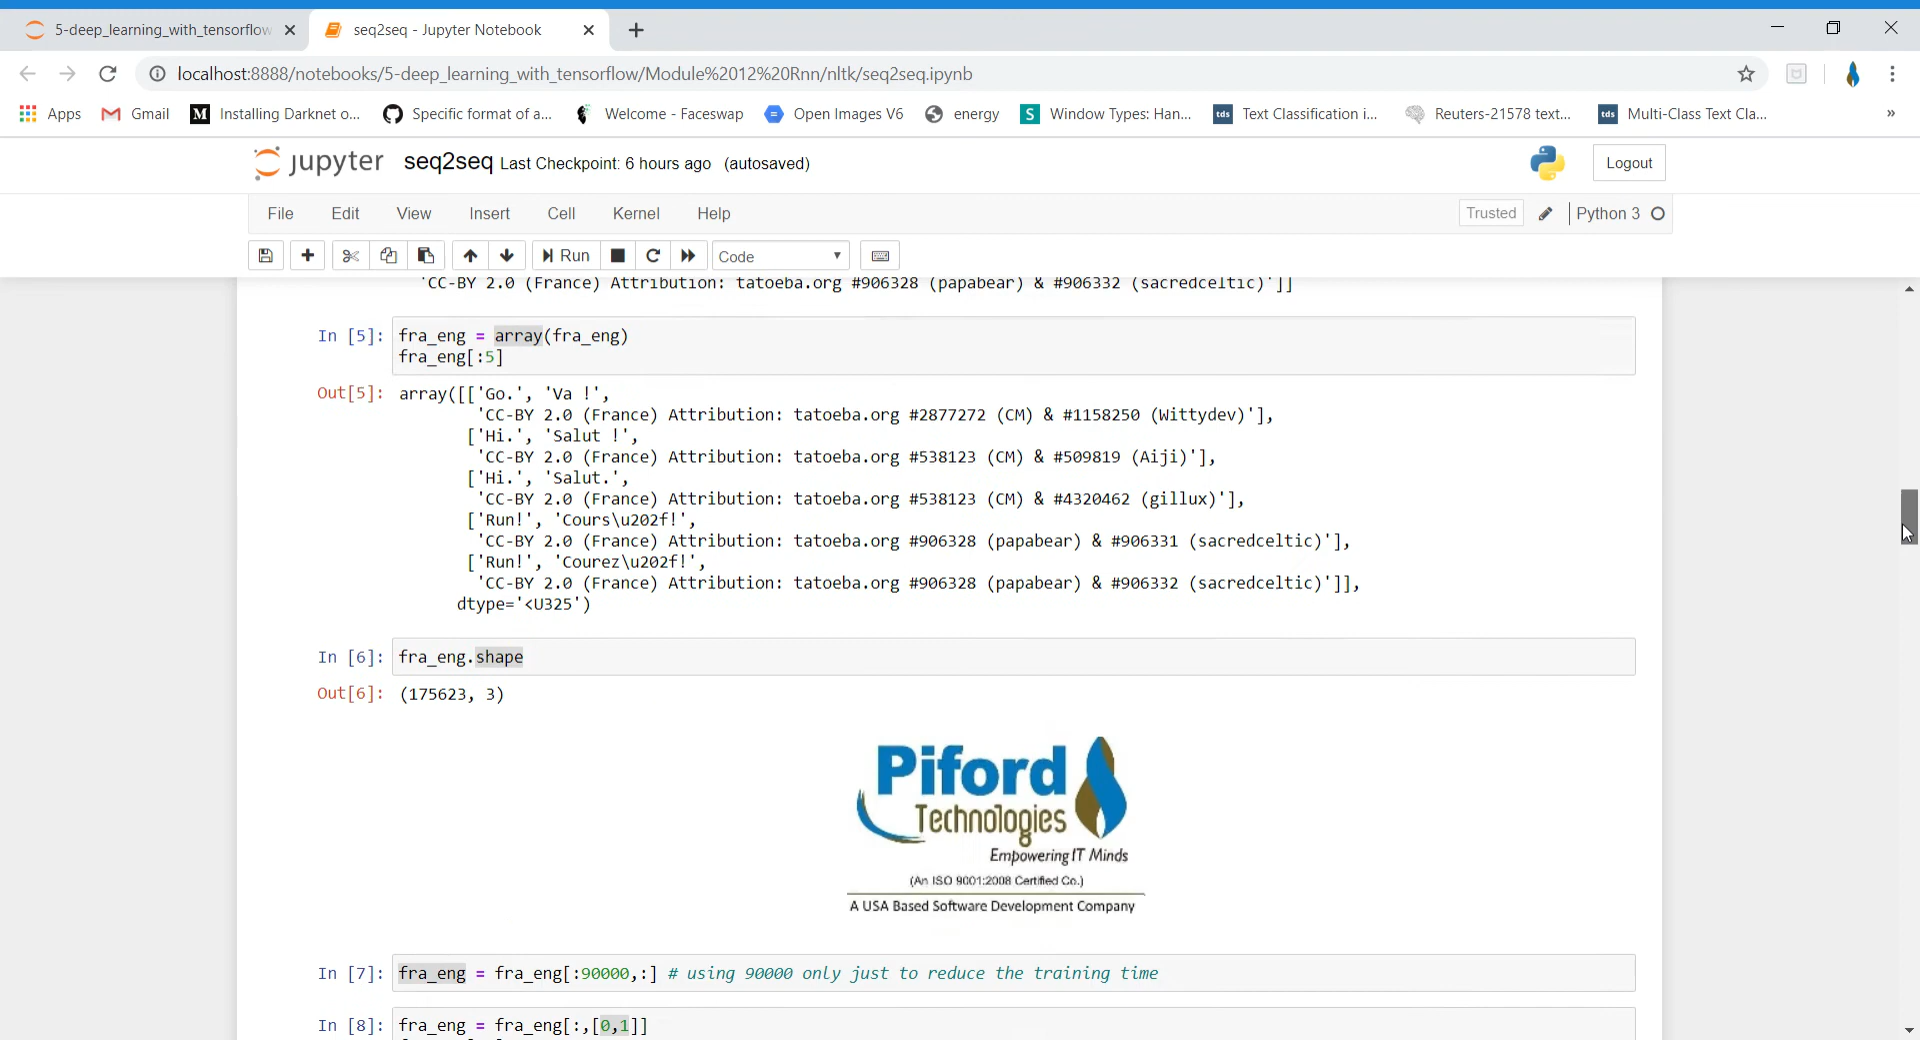 5-deep_learning_with_tensorflow
seq2seq - Jupyter Notebook
localhost:8888/notebooks/5-deep_learning_with_tensorflow/Module%2012%20Rnn/nltk/seq2seq.ipynb
Apps Gmail M Installing Darknet o... Specific format of a... Welcome - Faceswap Open Images V6 energy S Window Types: Han... tds Text Classification i... Reuters-21578 text... tds Multi-Class Text Cla... »
jupyter seq2seq Last Checkpoint: 6 hours ago (autosaved) Logout
File Edit View Insert Cell Kernel Help Trusted Python 3
Run Code
'CC-BY 2.0 (France) Attribution: tatoeba.org #906328 (papabear) & #906332 (sacredceltic)']]
In [5]: fra_eng = array(fra_eng)
fra_eng[:5]
Out[5]: array([['Go.', 'Va !',
'CC-BY 2.0 (France) Attribution: tatoeba.org #2877272 (CM) & #1158250 (Wittydev)'],
['Hi.', 'Salut !',
'CC-BY 2.0 (France) Attribution: tatoeba.org #538123 (CM) & #509819 (Aiji)'],
['Hi.', 'Salut.',
'CC-BY 2.0 (France) Attribution: tatoeba.org #538123 (CM) & #4320462 (gillux)'],
['Run!', 'Cours\u202f!',
'CC-BY 2.0 (France) Attribution: tatoeba.org #906328 (papabear) & #906331 (sacredceltic)'],
['Run!', 'Courez\u202f!',
'CC-BY 2.0 (France) Attribution: tatoeba.org #906328 (papabear) & #906332 (sacredceltic)']],
dtype='<U325')
In [6]: fra_eng.shape
Out[6]: (175623, 3)
Piford
Technologies
Empowering IT Minds
(An ISO 9001:2008 Certified Co.)
A USA Based Software Development Company
In [7]: fra_eng = fra_eng[:90000,:] # using 90000 only just to reduce the training time
In [8]: fra_eng = fra_eng[:,[0,1]]